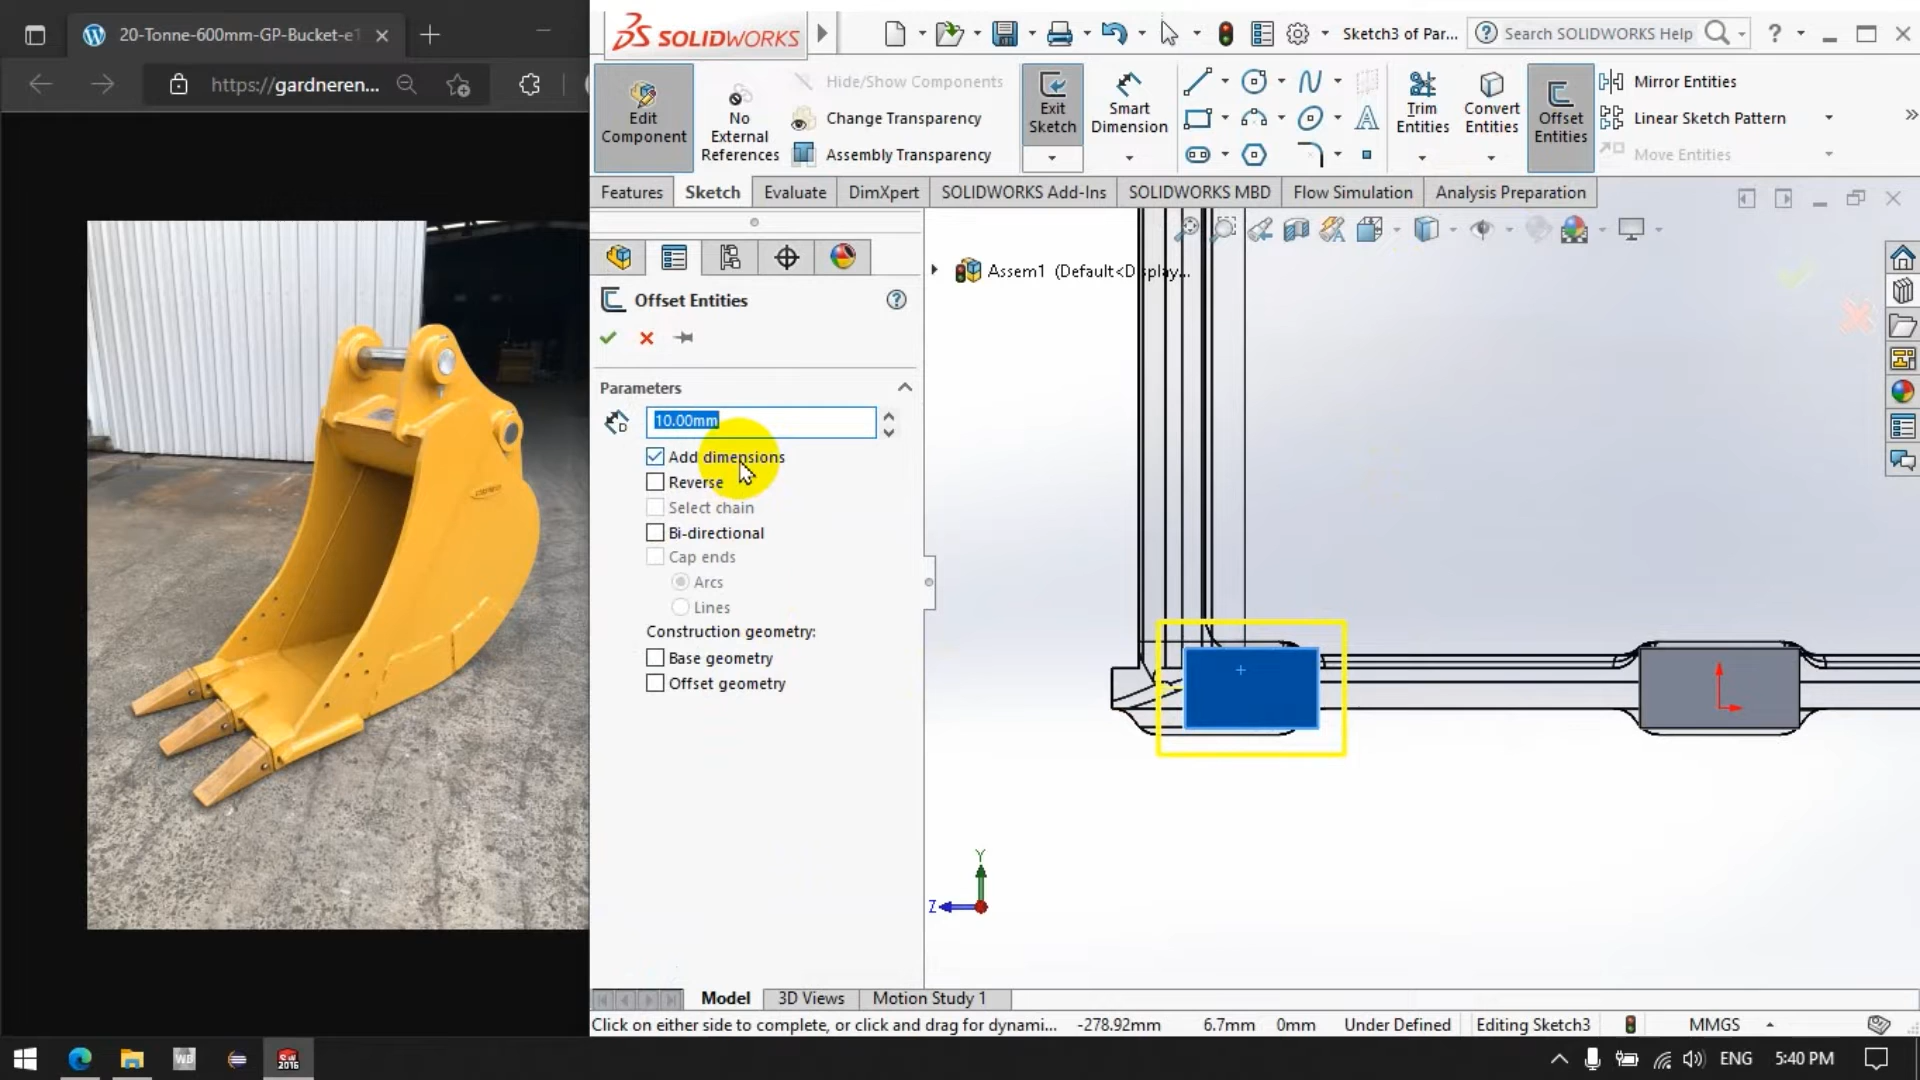 20-Tonne-600mm-GP-Bucket-e1
https://gardneren...
SOLIDWORKS
Sketch3 of Par...
Search SOLIDWORKS Help
Edit Component
No External References
Hide/Show Components
Change Transparency
Assembly Transparency
Exit Sketch
Smart Dimension
Trim Entities
Convert Entities
Offset Entities
Mirror Entities
Linear Sketch Pattern
Move Entities
Features
Sketch
Evaluate
DimXpert
SOLIDWORKS Add-Ins
SOLIDWORKS MBD
Flow Simulation
Analysis Preparation
Assem1 (Default<Display...
Offset Entities
Parameters
10.00mm
Add dimensions
Reverse
Select chain
Bi-directional
Cap ends
Arcs
Lines
Construction geometry:
Base geometry
Offset geometry
Y
Z
Model
3D Views
Motion Study 1
Click on either side to complete, or click and drag for dynami...
-278.92mm
6.7mm
0mm
Under Defined
Editing Sketch3
MMGS
WB
SW
2016
ENG
5:40 PM